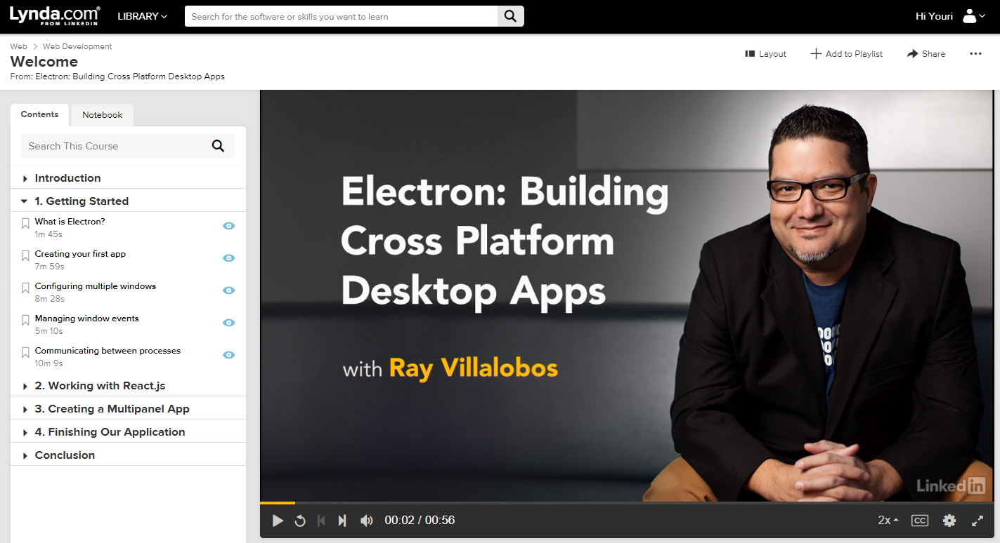 Lynda.com®
FROM LINKEDIN
LIBRARY
Search for the software or skills you want to learn
Hi Youri
Web > Web Development
Welcome
From: Electron: Building Cross Platform Desktop Apps
Layout
Add to Playlist
Share
Contents
Notebook
Search This Course
Introduction
1. Getting Started
What is Electron?
1m 45s
Creating your first app
7m 59s
Configuring multiple windows
8m 28s
Managing window events
5m 10s
Communicating between processes
10m 9s
2. Working with React.js
3. Creating a Multipanel App
4. Finishing Our Application
Conclusion
Electron: Building
Cross Platform
Desktop Apps
with Ray Villalobos
LinkedIn
00:02 / 00:56
2x
CC